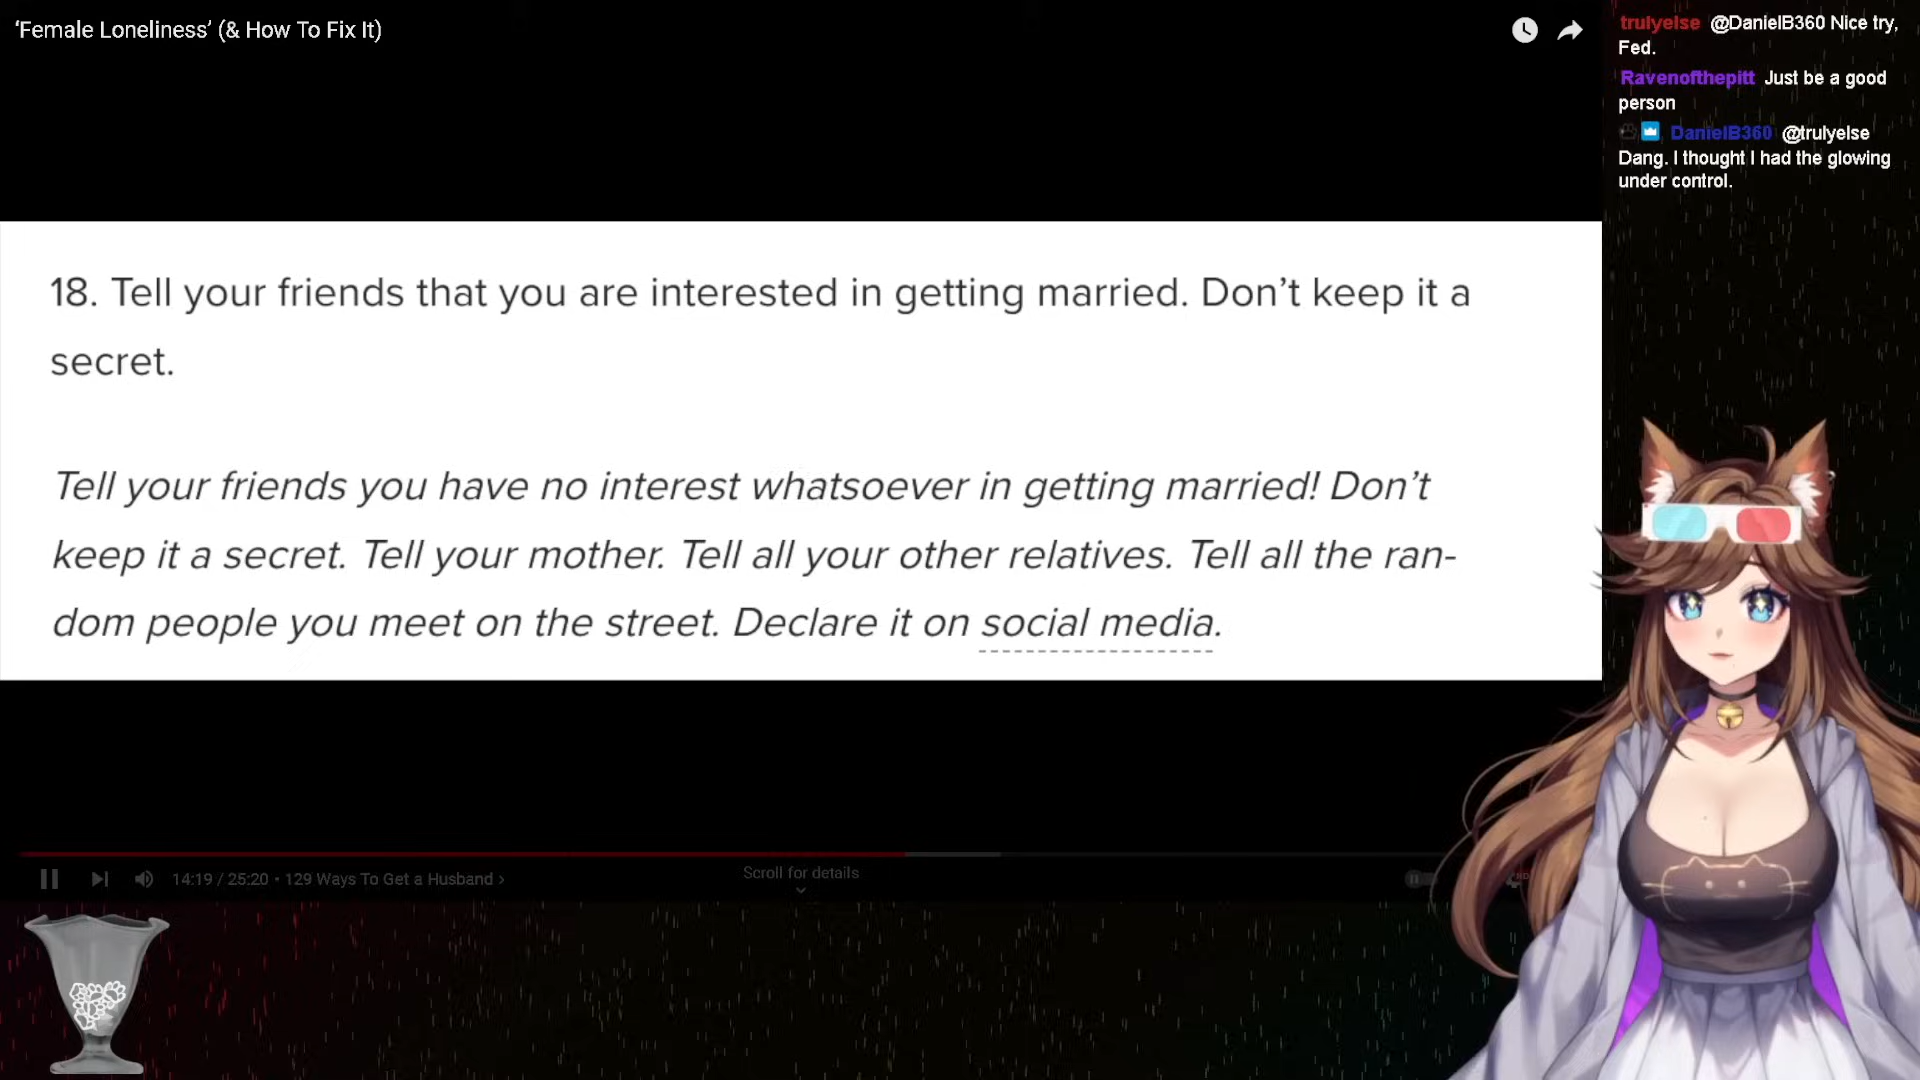 ‘Female Loneliness’ (& How To Fix It)
18. Tell your friends that you are interested in getting married. Don’t keep it a
secret.
Tell your friends you have no interest whatsoever in getting married! Don’t
keep it a secret. Tell your mother. Tell all your other relatives. Tell all the ran-
dom people you meet on the street. Declare it on social media.
Scroll for details
14:19 / 25:20 • 129 Ways To Get a Husband ›
HD
trulyelse @DanielB360 Nice try,
Fed.
Ravenofthepitt Just be a good
person
DanielB360 @trulyelse
Dang. I thought I had the glowing
under control.